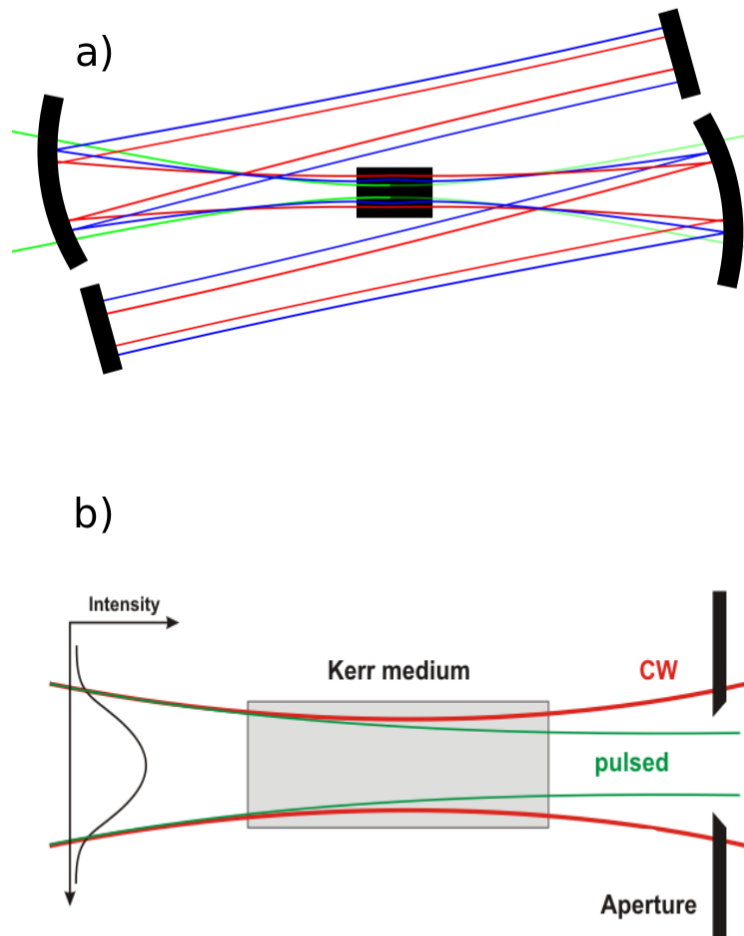 a)
b)
Intensity
Kerr medium
CW
pulsed
Aperture